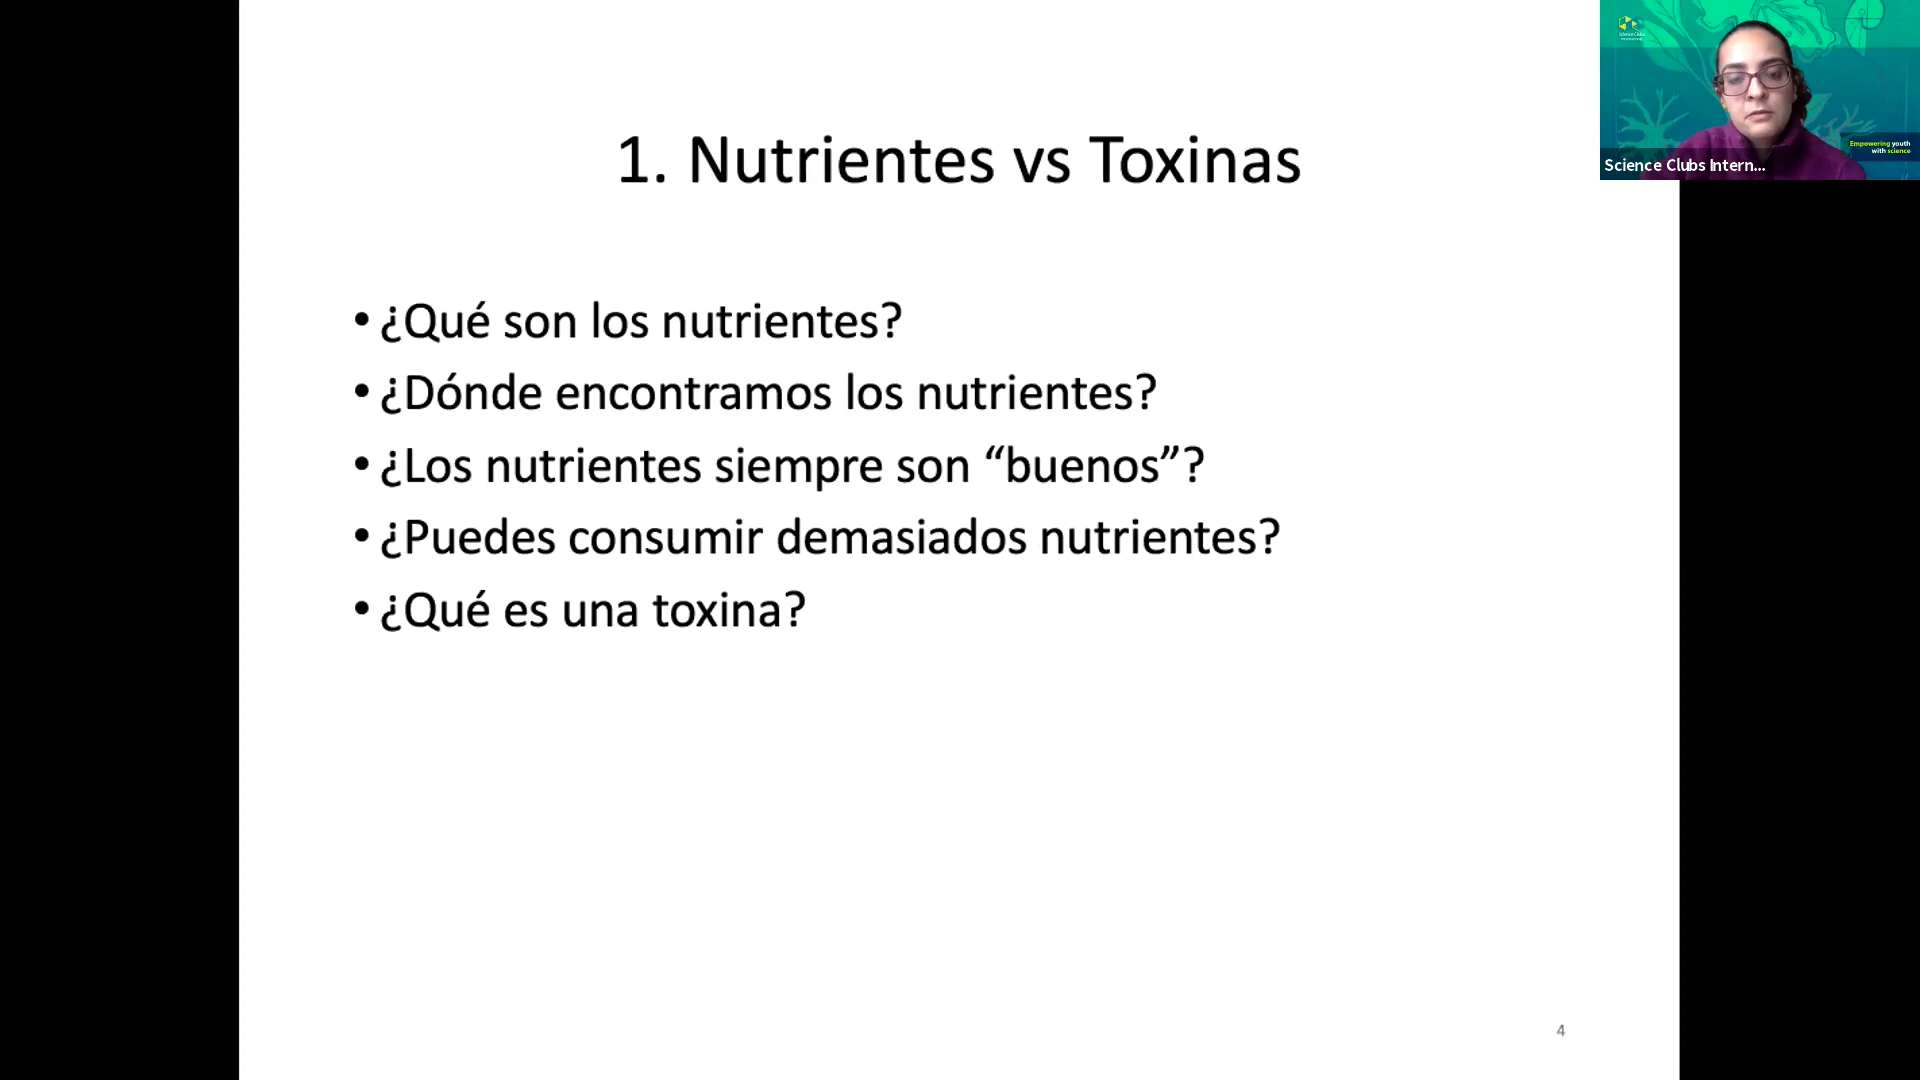 1. Nutrientes vs Toxinas
• ¿Qué son los nutrientes?
• ¿Dónde encontramos los nutrientes?
• ¿Los nutrientes siempre son “buenos”?
• ¿Puedes consumir demasiados nutrientes?
• ¿Qué es una toxina?
4
Empowering youth
with science
Science Clubs Intern...